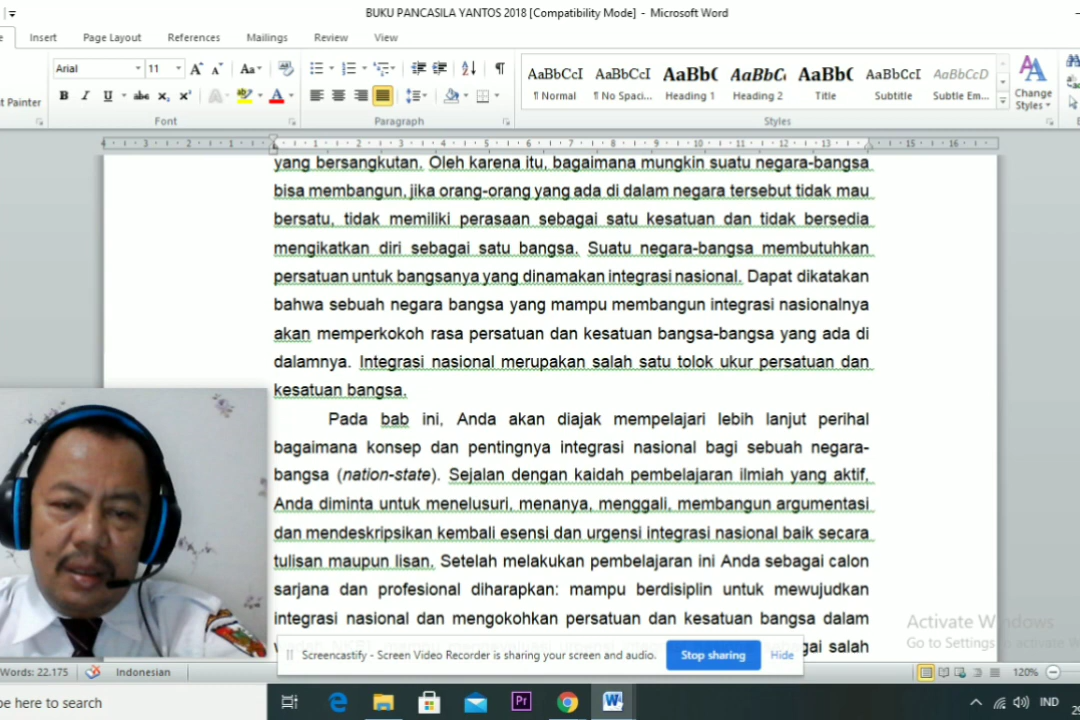 BUKU PANCASILA YANTOS 2018 [Compatibility Mode] - Microsoft Word
Insert Page Layout References Mailings Review View
Arial 11
Painter
Font
Paragraph
AaBbCcI AaBbCcI AaBb( AaBbC AaBb( AaBbCcI AaBbCcD
¶ Normal ¶ No Spaci... Heading 1 Heading 2 Title Subtitle Subtle Em...
Change Styles
Styles
yang bersangkutan. Oleh karena itu, bagaimana mungkin suatu negara-bangsa
bisa membangun, jika orang-orang yang ada di dalam negara tersebut tidak mau
bersatu, tidak memiliki perasaan sebagai satu kesatuan dan tidak bersedia
mengikatkan diri sebagai satu bangsa. Suatu negara-bangsa membutuhkan
persatuan untuk bangsanya yang dinamakan integrasi nasional. Dapat dikatakan
bahwa sebuah negara bangsa yang mampu membangun integrasi nasionalnya
akan memperkokoh rasa persatuan dan kesatuan bangsa-bangsa yang ada di
dalamnya. Integrasi nasional merupakan salah satu tolok ukur persatuan dan
kesatuan bangsa.
Pada bab ini, Anda akan diajak mempelajari lebih lanjut perihal
bagaimana konsep dan pentingnya integrasi nasional bagi sebuah negara-
bangsa (nation-state). Sejalan dengan kaidah pembelajaran ilmiah yang aktif,
Anda diminta untuk menelusuri, menanya, menggali, membangun argumentasi
dan mendeskripsikan kembali esensi dan urgensi integrasi nasional baik secara
tulisan maupun lisan. Setelah melakukan pembelajaran ini Anda sebagai calon
sarjana dan profesional diharapkan: mampu berdisiplin untuk mewujudkan
integrasi nasional dan mengokohkan persatuan dan kesatuan bangsa dalam
salah
Activate Windows
Go to Settings to activate
Screencastify - Screen Video Recorder is sharing your screen and audio. Stop sharing Hide
Words: 22.175 Indonesian 120%
here to search
Pr
IND